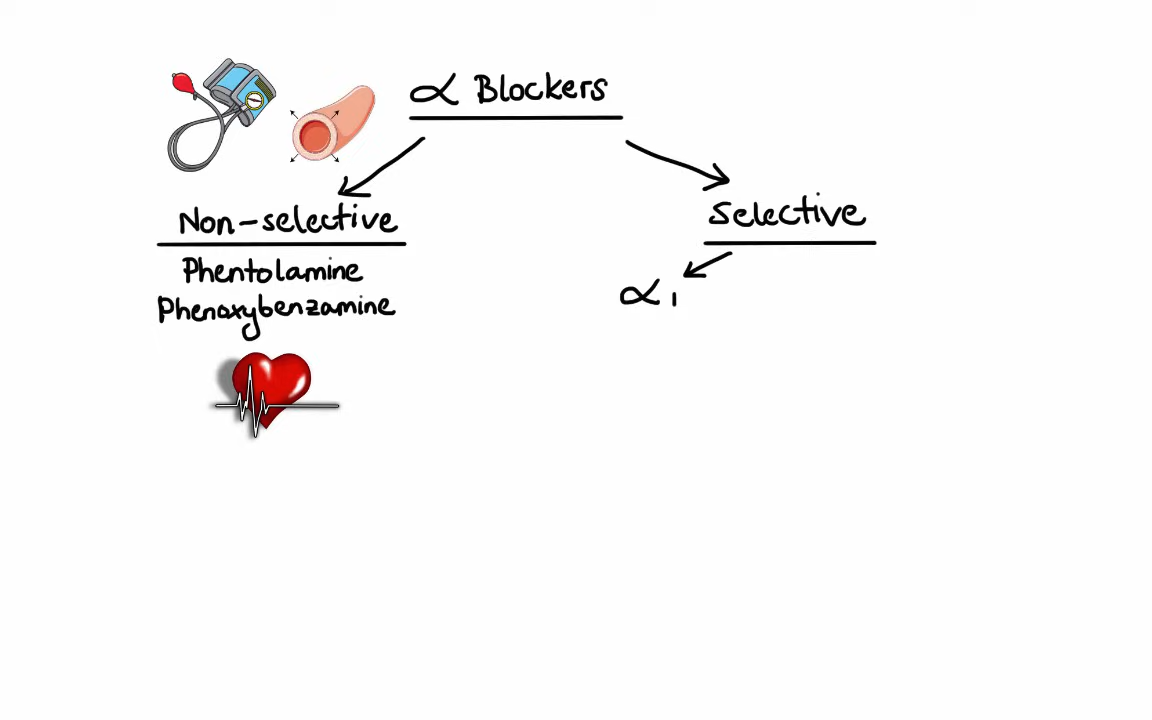 α Blockers
Non-selective
Phentolamine
Phenoxybenzamine
Selective
α1